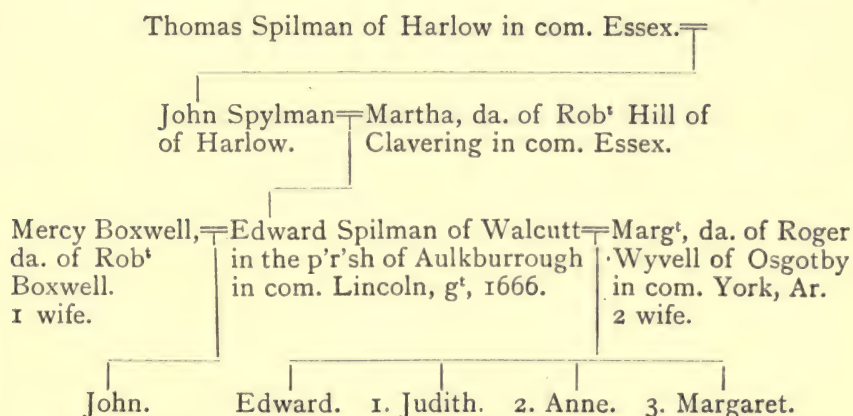 Thomas Spilman of Harlow in com. Essex.
John Spylman
of Harlow.
Martha, da. of Robᵗ Hill of
Clavering in com. Essex.
Mercy Boxwell,
da. of Robᵗ
Boxwell.
1 wife.
Edward Spilman of Walcutt
in the p'r'sh of Aulkburrough
in com. Lincoln, gᵗ, 1666.
Margᵗ, da. of Roger
Wyvell of Osgotby
in com. York, Ar.
2 wife.
John.
Edward. 1. Judith. 2. Anne. 3. Margaret.